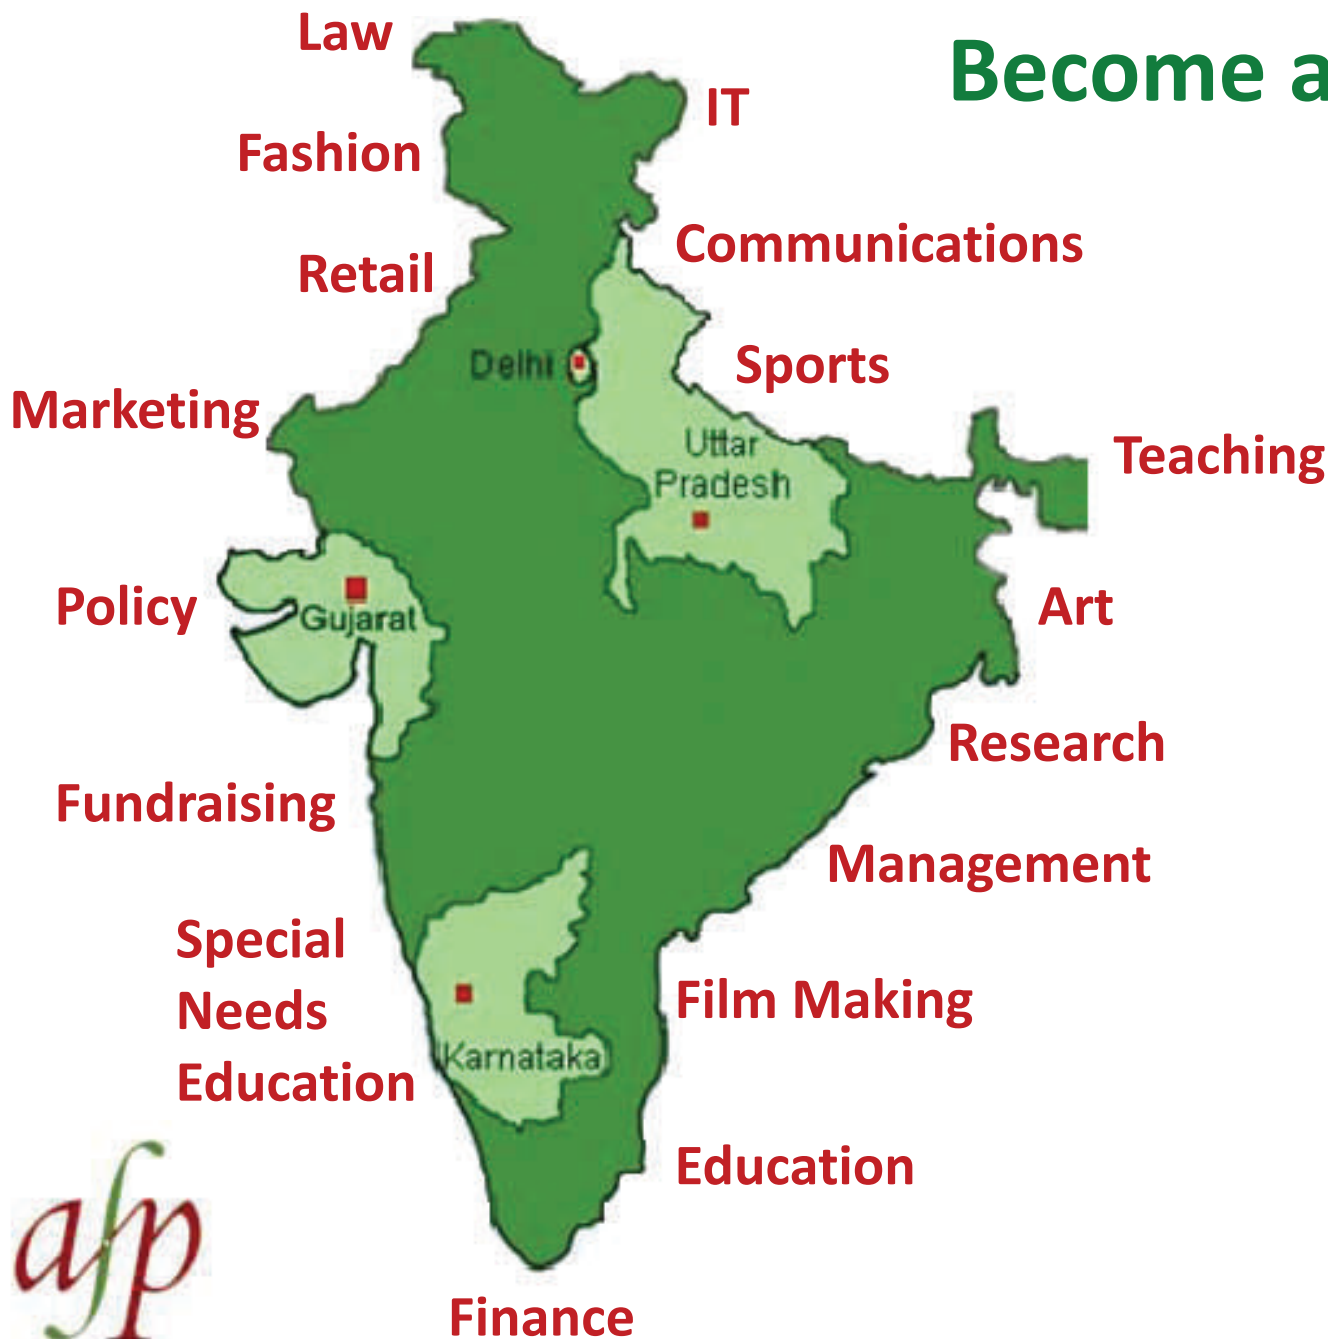 Law
Become a
IT
Fashion
Communications
Retail
Delhi
Sports
Marketing
Uttar
Pradesh
Teaching
Policy
Gujarat
Art
Research
Fundraising
Management
Special
Needs
Education
Film Making
Karnataka
Education
afp
Finance